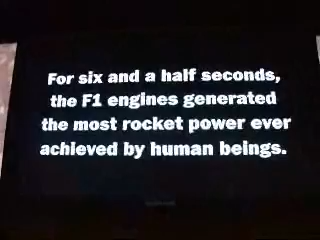 For six and a half seconds,
the F1 engines generated
the most rocket power ever
achieved by human beings.